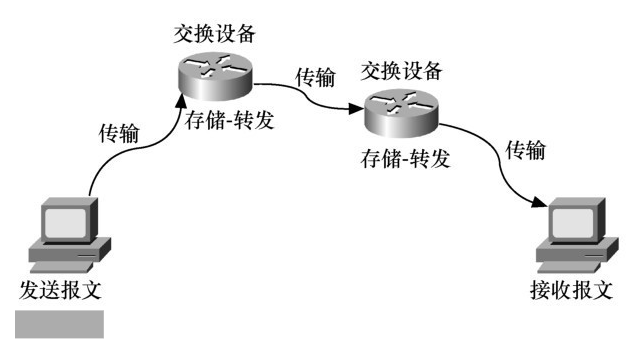 交换设备
传输
交换设备
传输
存储-转发
存储-转发
传输
发送报文
接收报文